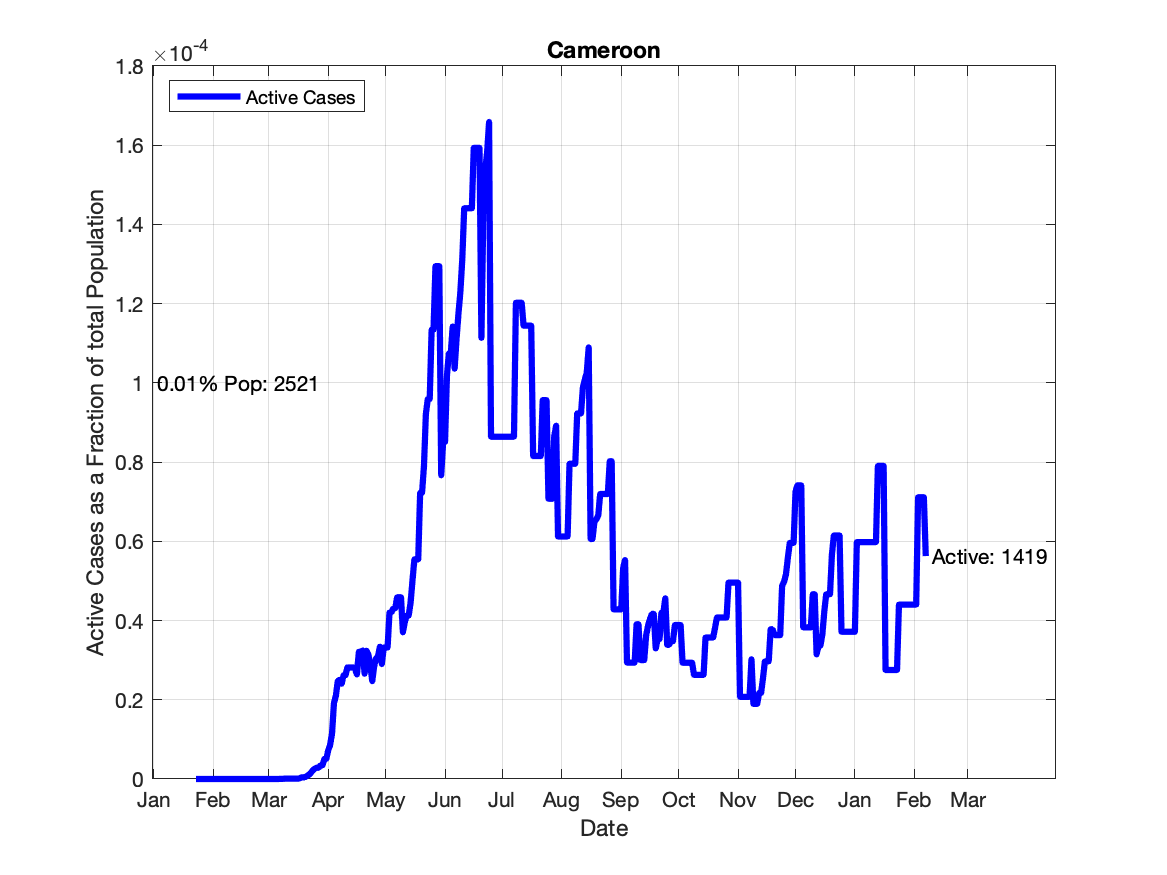 Cameroon
×10-4
1.8
1.6
1.4
1.2
1
0.8
0.6
0.4
0.2
0
Active Cases
0.01% Pop: 2521
Active: 1419
Active Cases as a Fraction of total Population
Jan Feb Mar Apr May Jun Jul Aug Sep Oct Nov Dec Jan Feb Mar
Date